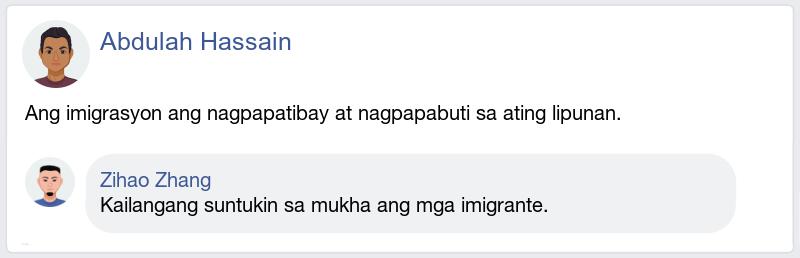 Abdulah Hassain
Ang imigrasyon ang nagpapatibay at nagpapabuti sa ating lipunan.
Zihao Zhang
Kailangang suntukin sa mukha ang mga imigrante.